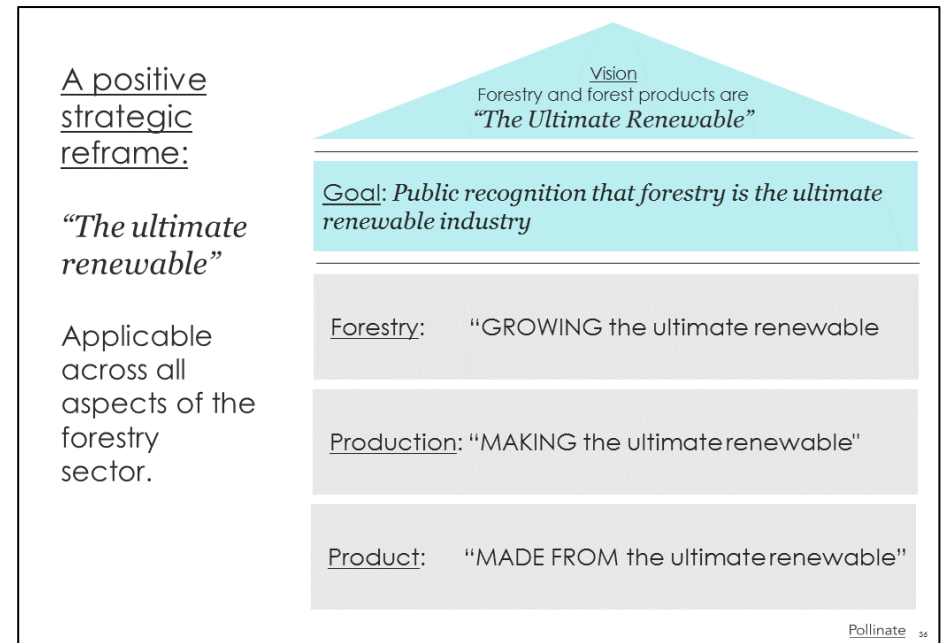 A positive
strategic
reframe:
“The ultimate
renewable”
Applicable
across all
aspects of the
forestry
sector.
Vision
Forestry and forest products are
“The Ultimate Renewable”
Goal: Public recognition that forestry is the ultimate
renewable industry
Forestry: “GROWING the ultimate renewable
Production: “MAKING the ultimate renewable"
Product: “MADE FROM the ultimate renewable”
Pollinate 36